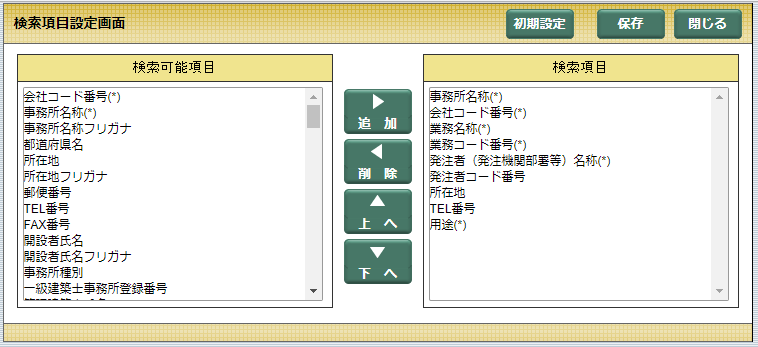 検索項目設定画面
初期設定
保存
閉じる
検索可能項目
会社コード番号(*)
事務所名称(*)
事務所名称フリガナ
都道府県名
所在地
所在地フリガナ
郵便番号
TEL番号
FAX番号
開設者氏名
開設者氏名フリガナ
事務所種別
一級建築士事務所登録番号
追　加
削　除
上　へ
下　へ
検索項目
事務所名称(*)
会社コード番号(*)
業務名称(*)
業務コード番号(*)
発注者（発注機関部署等）名称(*)
発注者コード番号
所在地
TEL番号
用途(*)